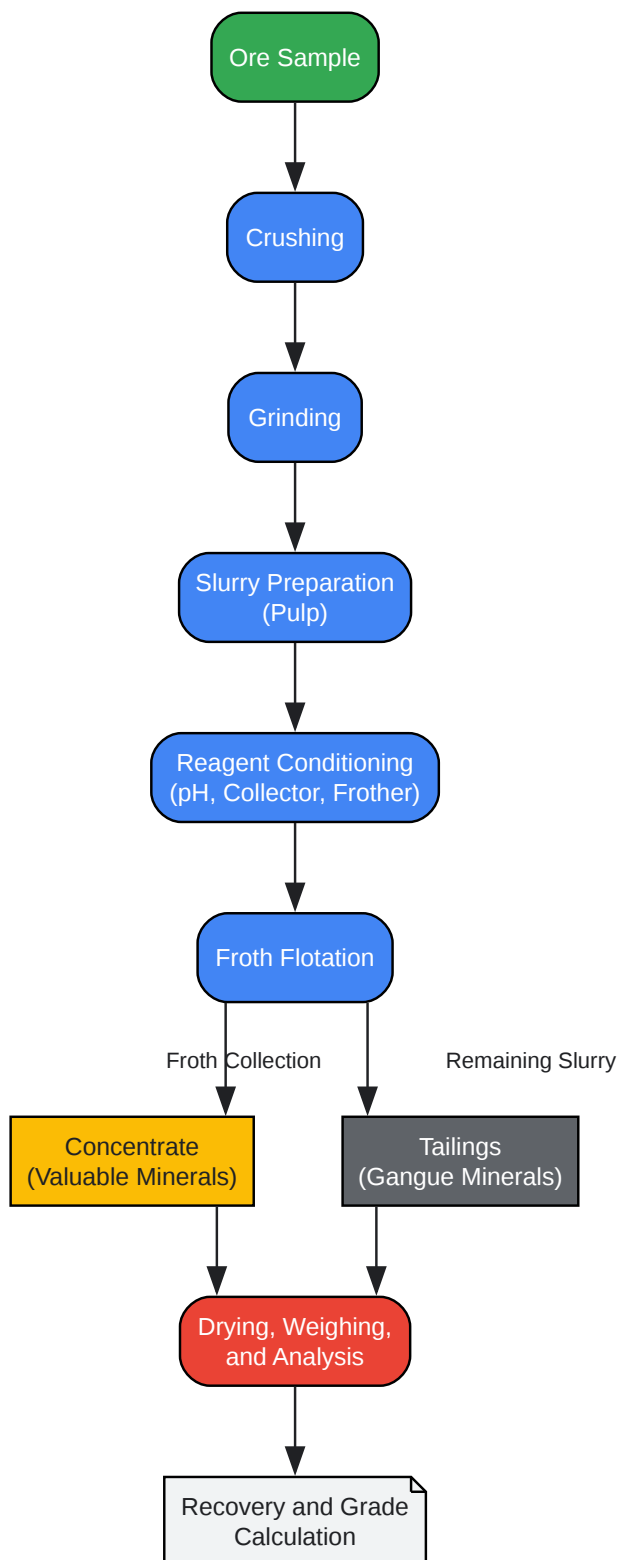 Ore Sample
Crushing
Grinding
Slurry Preparation
(Pulp)
Reagent Conditioning
(pH, Collector, Frother)
Froth Flotation
Froth Collection
Remaining Slurry
Concentrate
(Valuable Minerals)
Tailings
(Gangue Minerals)
Drying, Weighing,
and Analysis
Recovery and Grade
Calculation